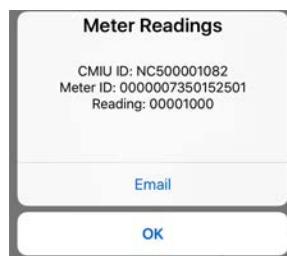 Meter Readings
CMIU ID: NC500001082
Meter ID: 0000007350152501
Reading: 00001000
Email
OK